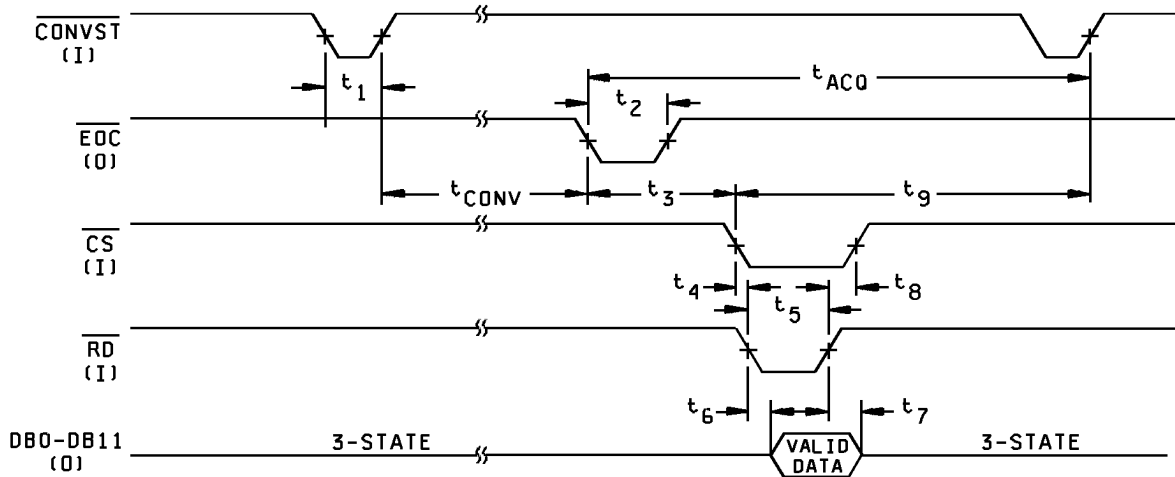 CONVST
(I)
t1
tACQ
t2
EOC
(O)
tCONV
t3
t9
CS
(I)
t4
t5
t8
RD
(I)
t6
t7
DB0-DB11
(O)
3-STATE
VALID
DATA
3-STATE